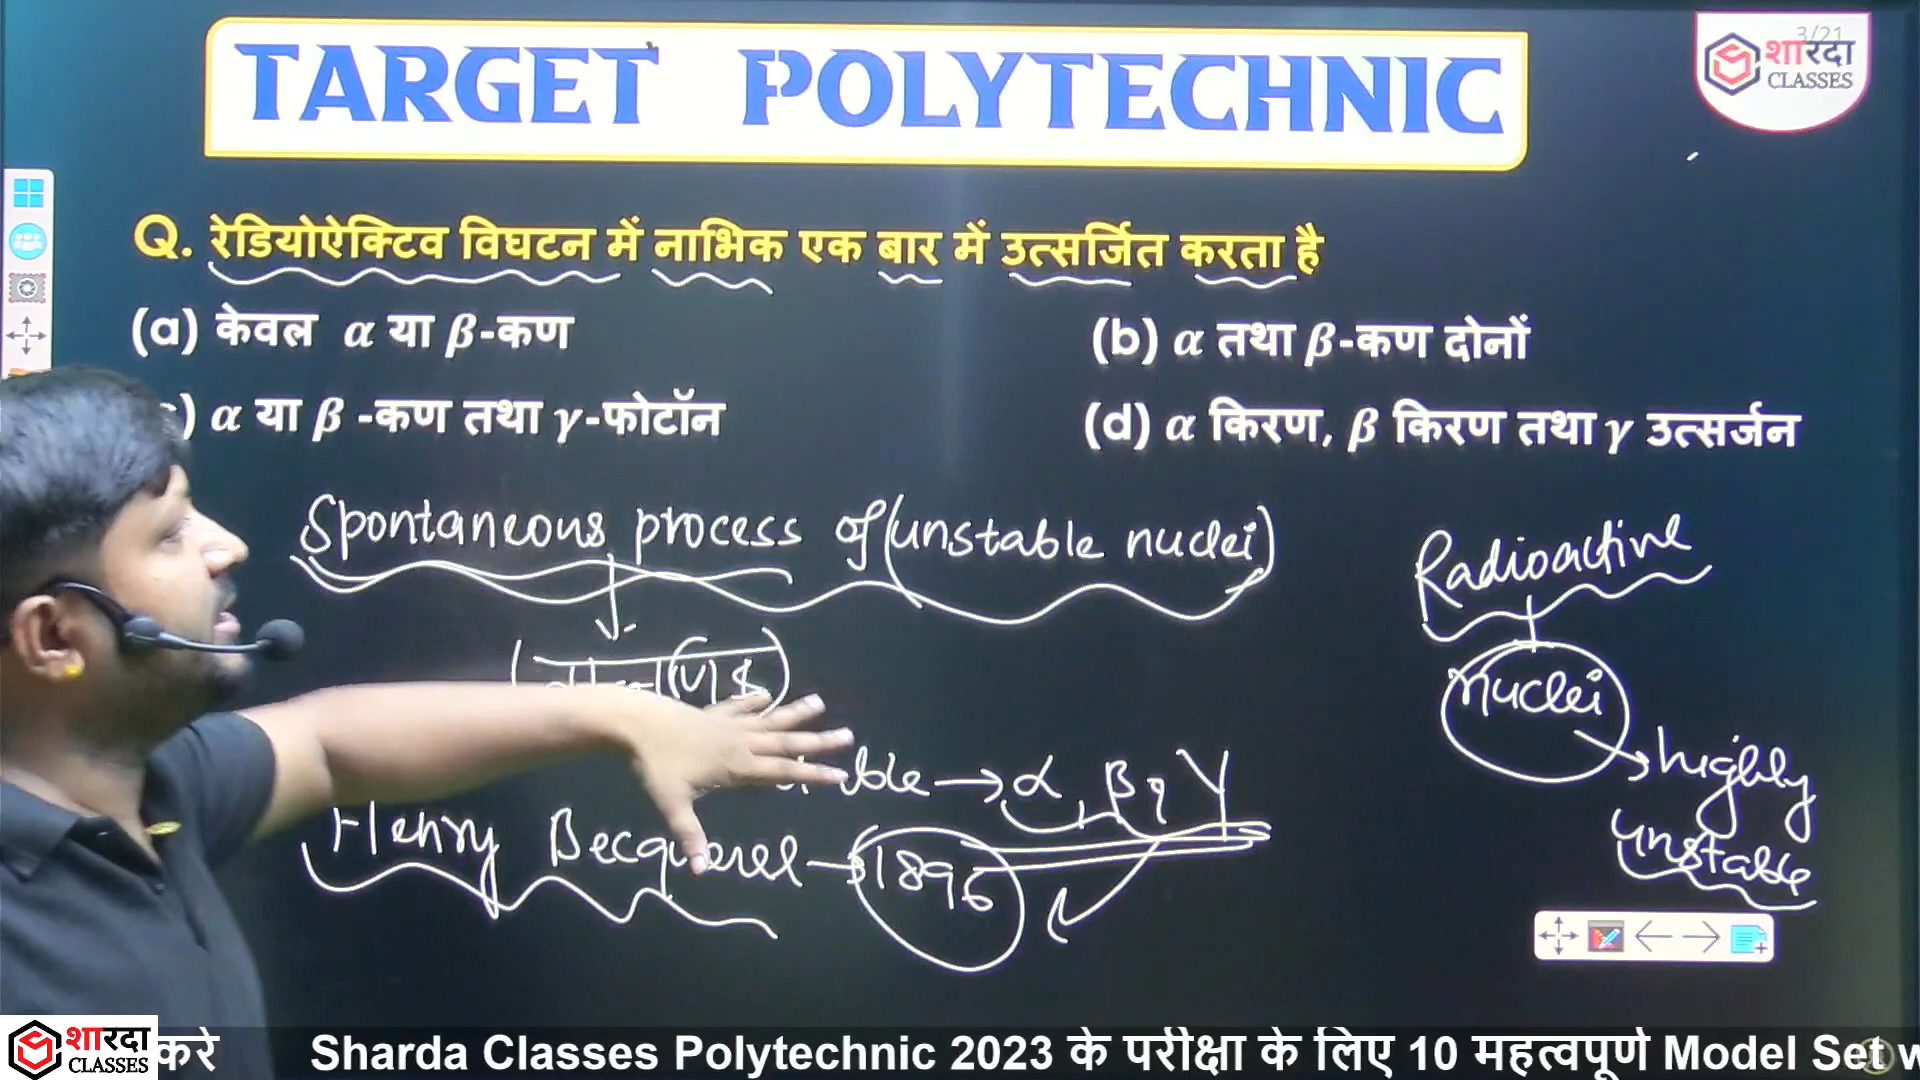 TARGET POLYTECHNIC
3/21
शारदा
CLASSES
Q. रेडियोऐक्टिव विघटन में नाभिक एक बार में उत्सर्जित करता है
(a) केवल α या β-कण
(b) α तथा β-कण दोनों
) α या β -कण तथा γ-फोटॉन
(d) α किरण, β किरण तथा γ उत्सर्जन
Spontaneous process of (unstable nuclei)
Radioactive
nuclei
highly
unstable
→ α, β, γ
Henry Becquerel → 1896
शारदा
CLASSES
करे Sharda Classes Polytechnic 2023 के परीक्षा के लिए 10 महत्वपूर्ण Model Set w